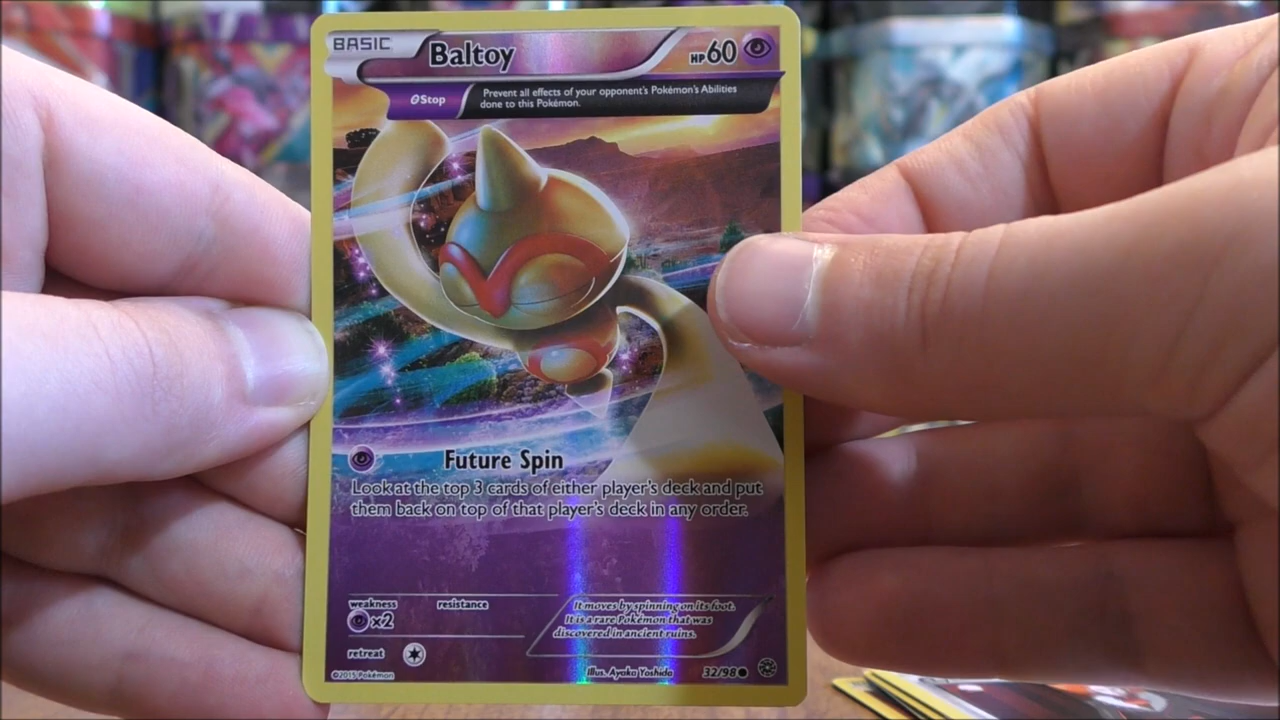 BASIC
Baltoy
HP60
Stop
Prevent all effects of your opponent's Pokémon's Abilities
done to this Pokémon.
Future Spin
Look at the top 3 cards of either player's deck and put
them back on top of that player's deck in any order.
weakness
resistance
x2
retreat
It moves by spinning on its foot.
It is a rare Pokémon that was
discovered in ancient ruins.
©2015 Pokémon
Illus. Ayaka Yoshida
32/98